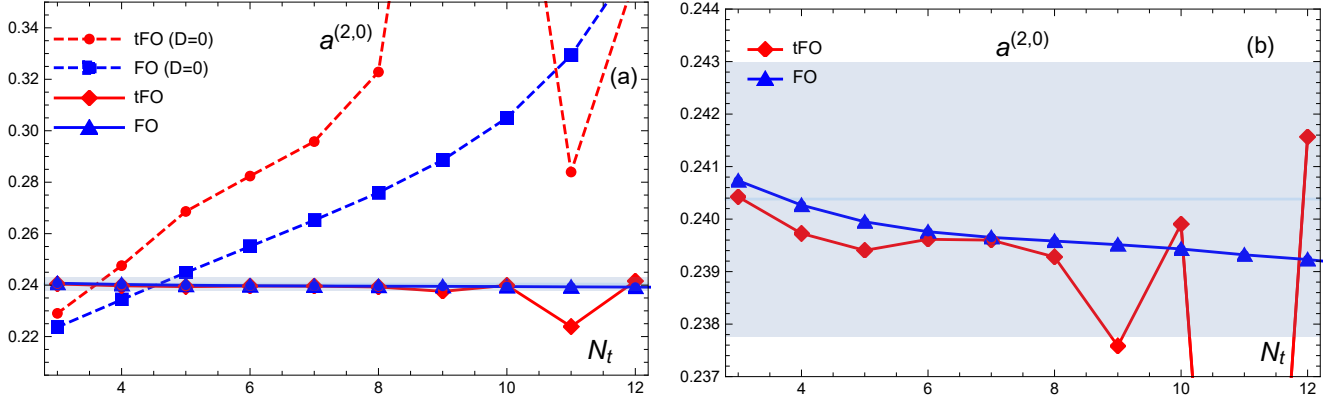 a^(2,0)
tFO (D=0)
FO (D=0)
tFO
FO
(a)
N_t
0.34
0.32
0.30
0.28
0.26
0.24
0.22
4
6
8
10
12
a^(2,0)
(b)
tFO
FO
N_t
0.244
0.243
0.242
0.241
0.240
0.239
0.238
0.237
4
6
8
10
12